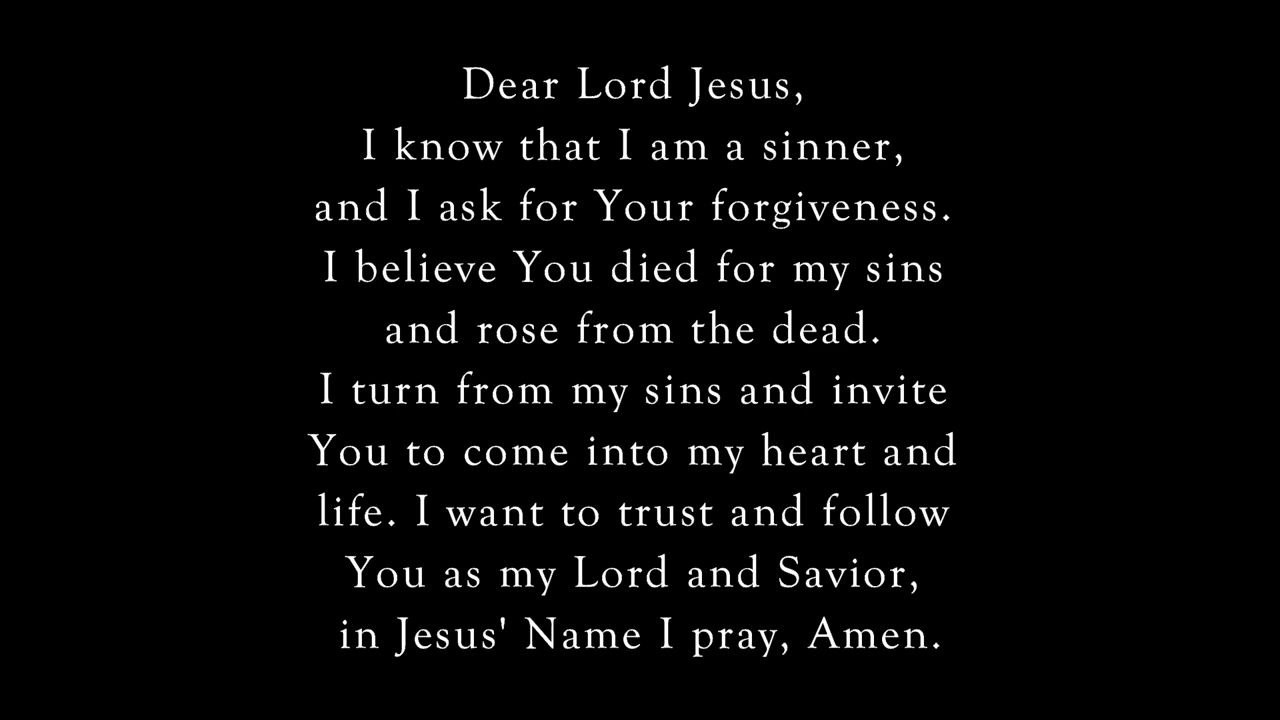 Dear Lord Jesus,
I know that I am a sinner,
and I ask for Your forgiveness.
I believe You died for my sins
and rose from the dead.
I turn from my sins and invite
You to come into my heart and
life. I want to trust and follow
You as my Lord and Savior,
in Jesus' Name I pray, Amen.